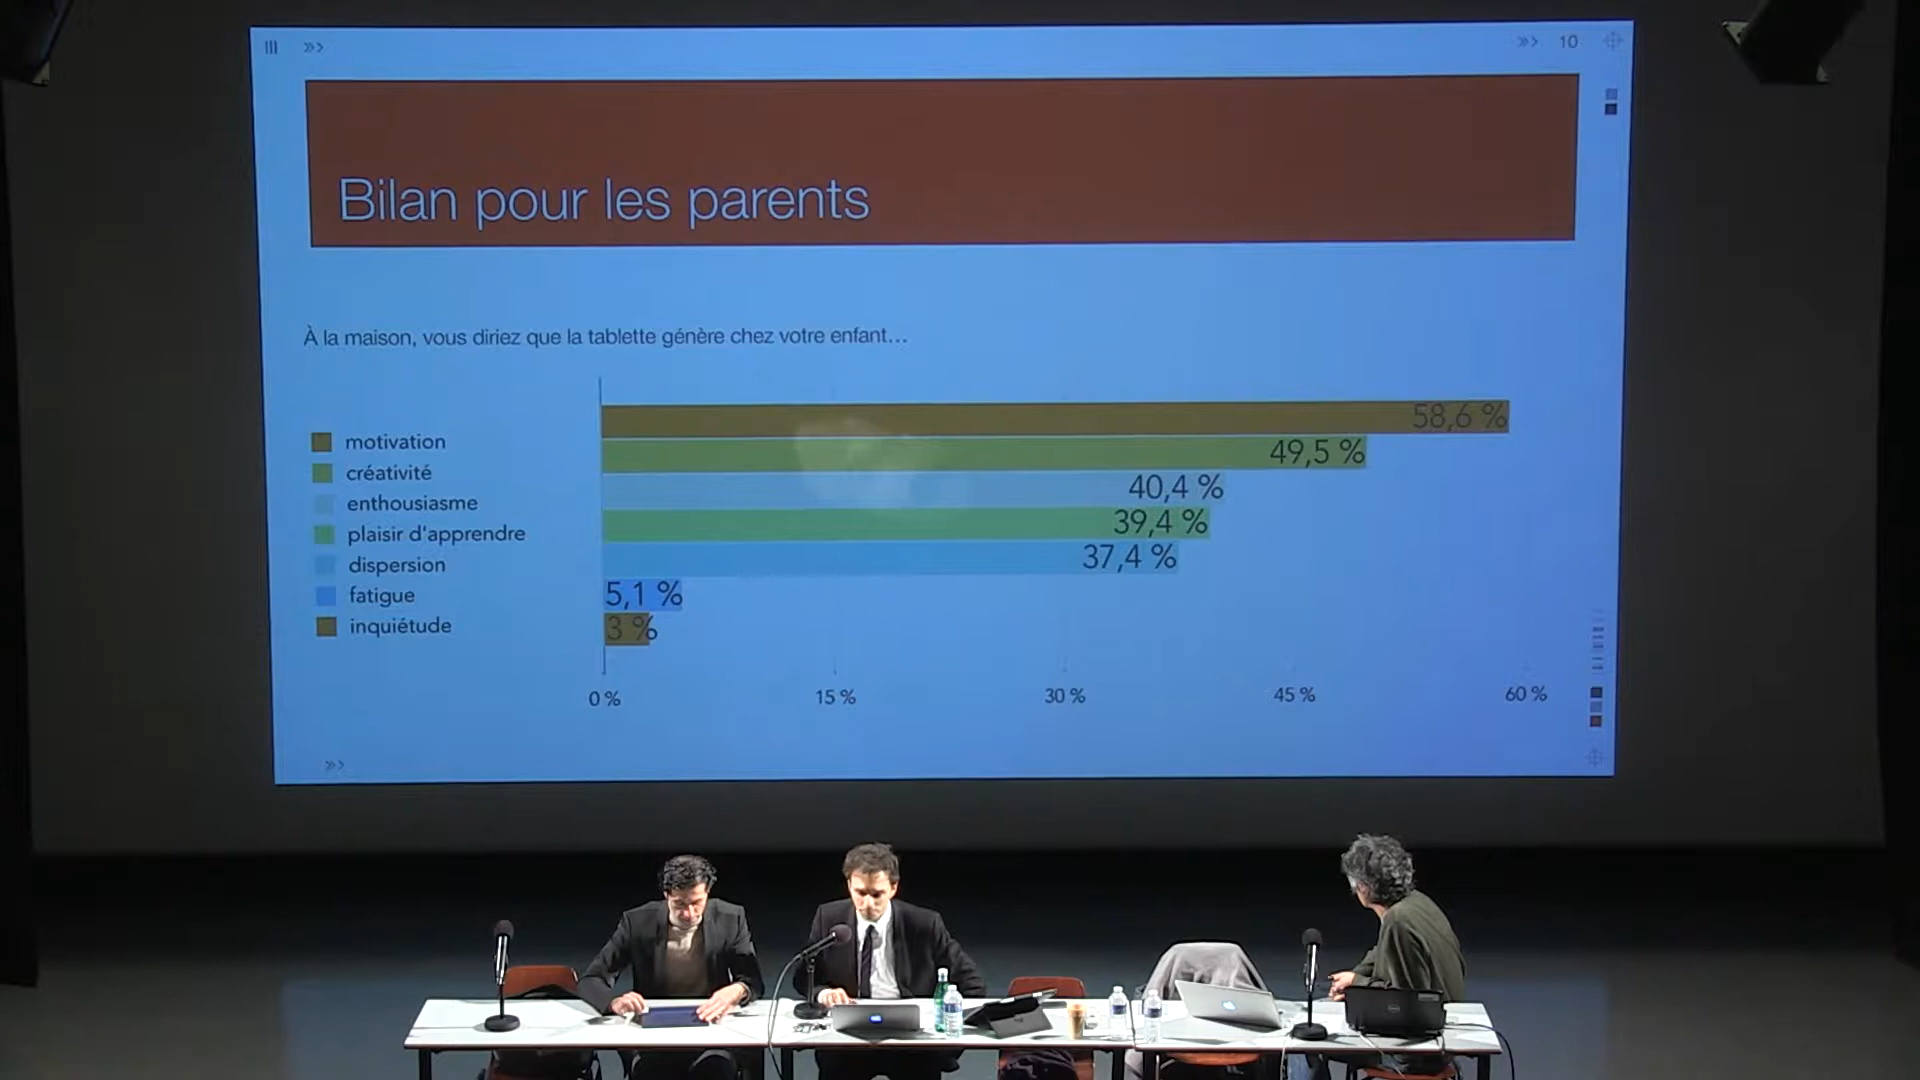 10
Bilan pour les parents
À la maison, vous diriez que la tablette génère chez votre enfant…
motivation
créativité
enthousiasme
plaisir d'apprendre
dispersion
fatigue
inquiétude
58,6 %
49,5 %
40,4 %
39,4 %
37,4 %
5,1 %
3 %
0 %
15 %
30 %
45 %
60 %